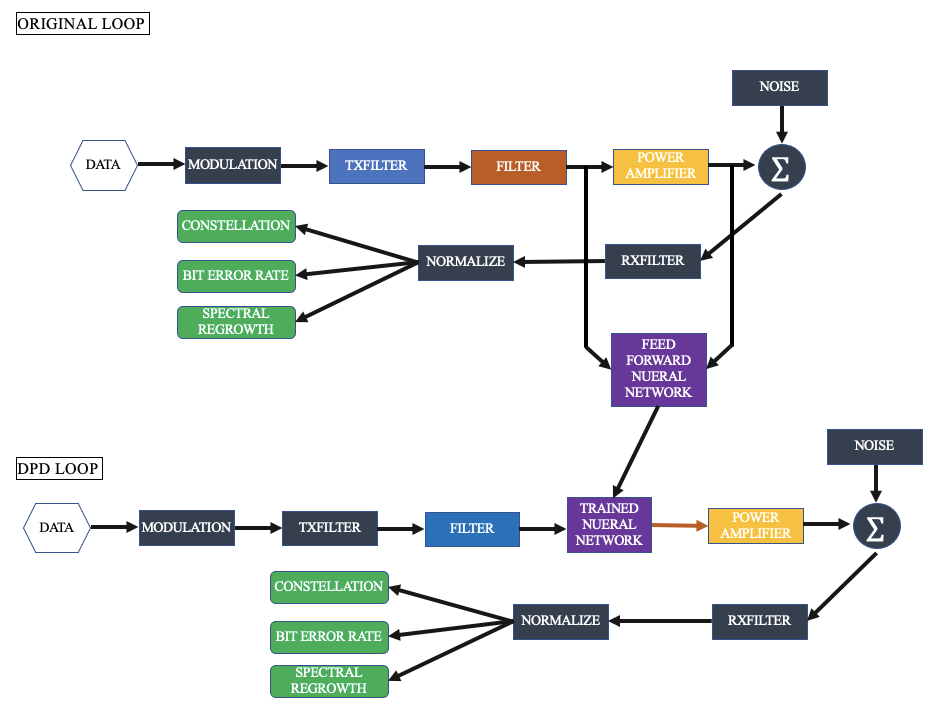 ORIGINAL LOOP
NOISE
DATA
MODULATION
TXFILTER
FILTER
POWER
AMPLIFIER
Σ
CONSTELLATION
BIT ERROR RATE
SPECTRAL
REGROWTH
NORMALIZE
RXFILTER
FEED
FORWARD
NUERAL
NETWORK
DPD LOOP
NOISE
DATA
MODULATION
TXFILTER
FILTER
TRAINED
NUERAL
NETWORK
POWER
AMPLIFIER
Σ
CONSTELLATION
BIT ERROR RATE
SPECTRAL
REGROWTH
NORMALIZE
RXFILTER